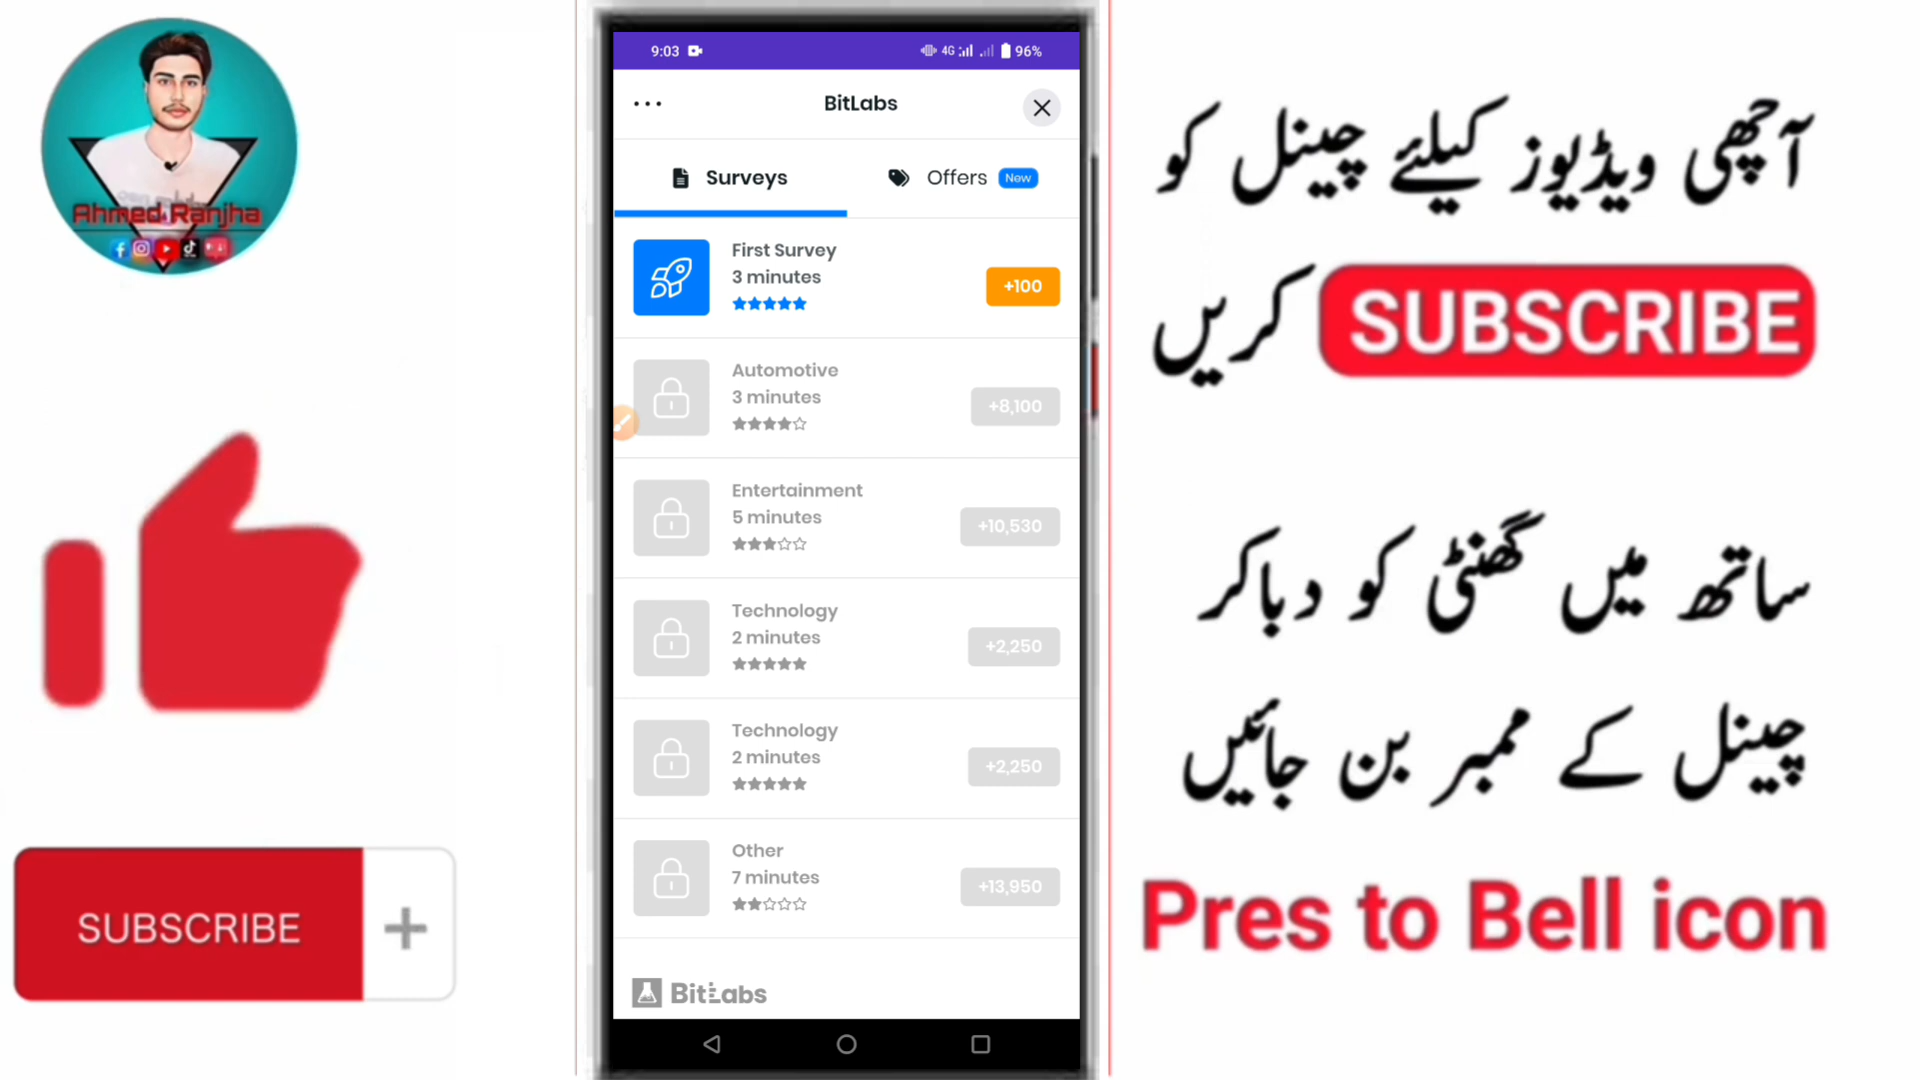 Ahmed Ranjha
SUBSCRIBE
9:03
4G
96%
BitLabs
Surveys
Offers New
First Survey
3 minutes
+100
Automotive
3 minutes
+8,100
Entertainment
5 minutes
+10,530
Technology
2 minutes
+2,250
Technology
2 minutes
+2,250
Other
7 minutes
+13,950
BitLabs
آچھی ویڈیوز کیلئے چینل کو
کریں SUBSCRIBE
ساتھ میں گھنٹی کو دباکر
چینل کے ممبر بن جائیں
Pres to Bell icon